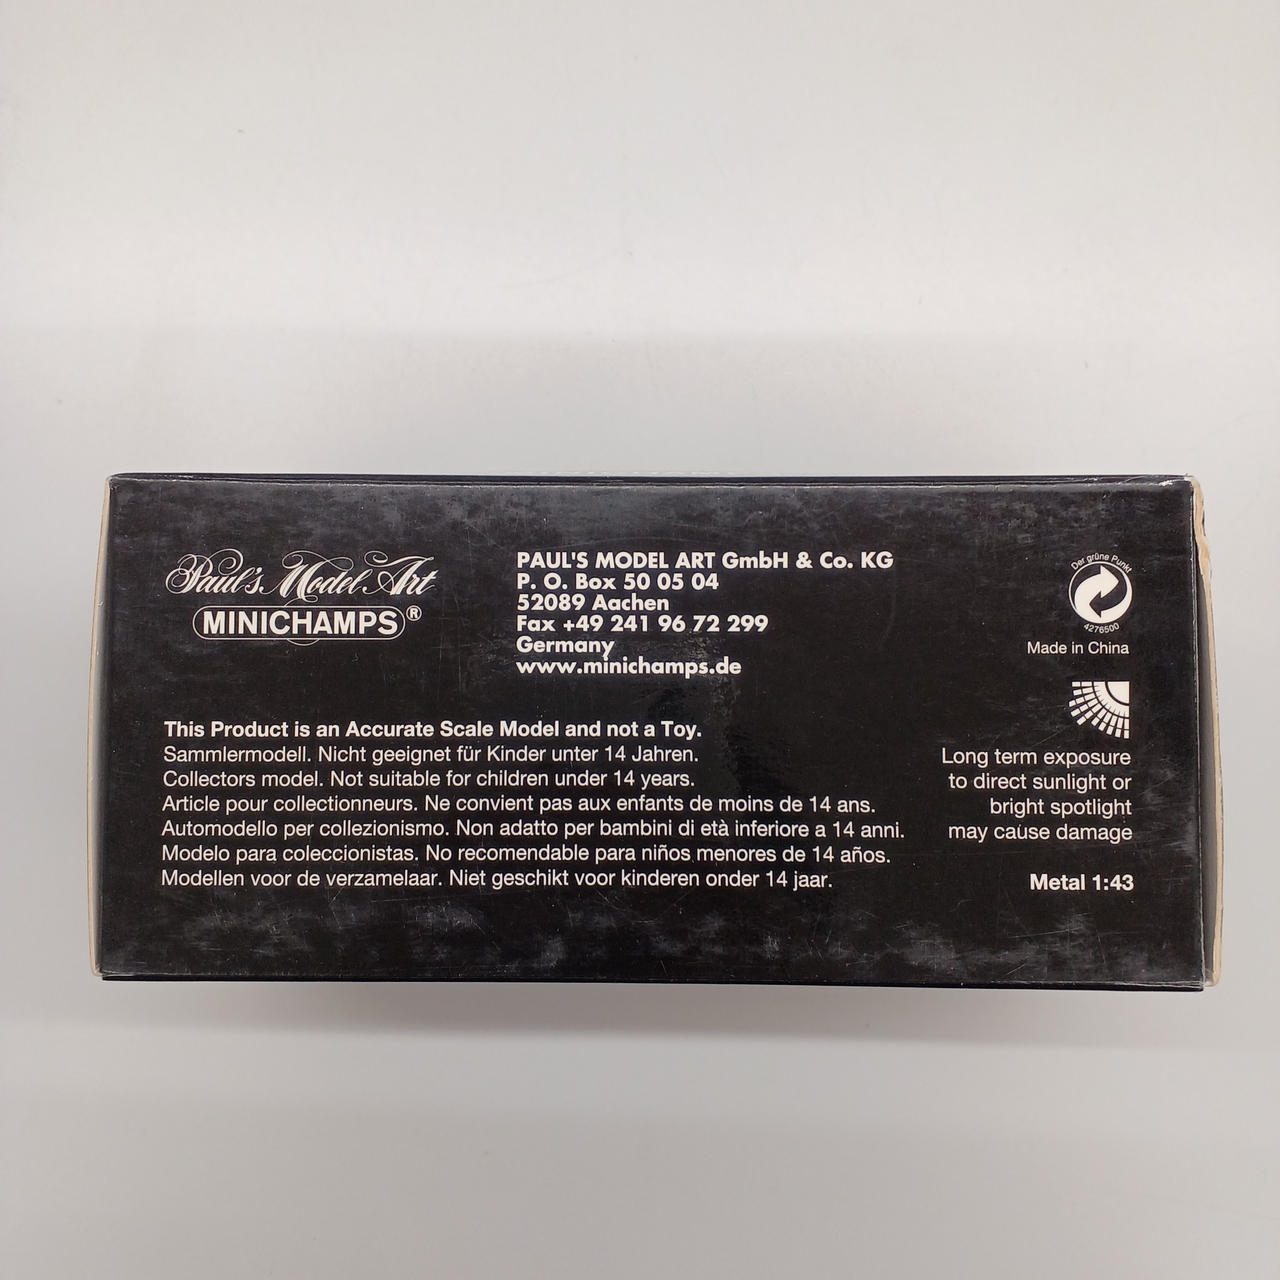 Paul's Model Art
MINICHAMPS®
PAUL'S MODEL ART GmbH & Co. KG
P. O. Box 50 05 04
52089 Aachen
Fax +49 241 96 72 299
Germany
www.minichamps.de
Der grüne Punkt
4276500
Made in China
This Product is an Accurate Scale Model and not a Toy.
Sammlermodell. Nicht geeignet für Kinder unter 14 Jahren.
Collectors model. Not suitable for children under 14 years.
Article pour collectionneurs. Ne convient pas aux enfants de moins de 14 ans.
Automodello per collezionismo. Non adatto per bambini di età inferiore a 14 anni.
Modelo para coleccionistas. No recomendable para niños menores de 14 años.
Modellen voor de verzamelaar. Niet geschikt voor kinderen onder 14 jaar.
Long term exposure
to direct sunlight or
bright spotlight
may cause damage
Metal 1:43